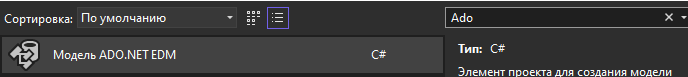 Сортировка: По умолчанию
Ado
Модель ADO.NET EDM C#
Тип: C#
Элемент проекта для создания модели